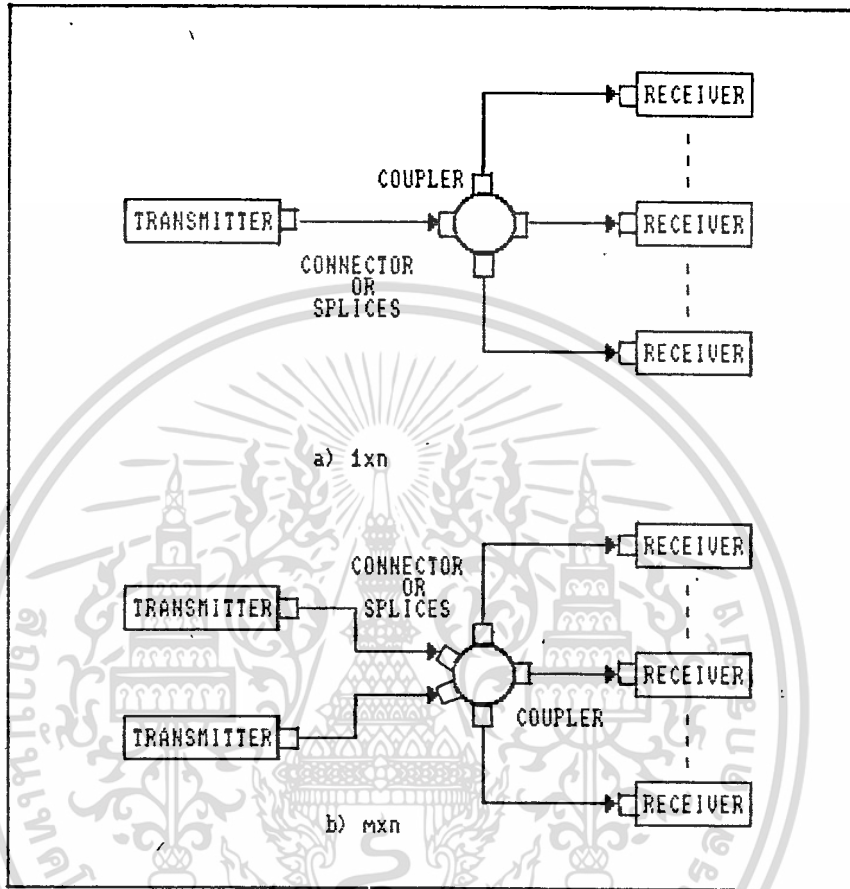 RECEIVER
COUPLER
TRANSMITTER
RECEIVER
CONNECTOR
OR
SPLICES
RECEIVER
a) 1xn
RECEIVER
CONNECTOR
OR
SPLICES
TRANSMITTER
RECEIVER
COUPLER
TRANSMITTER
RECEIVER
b) mxn